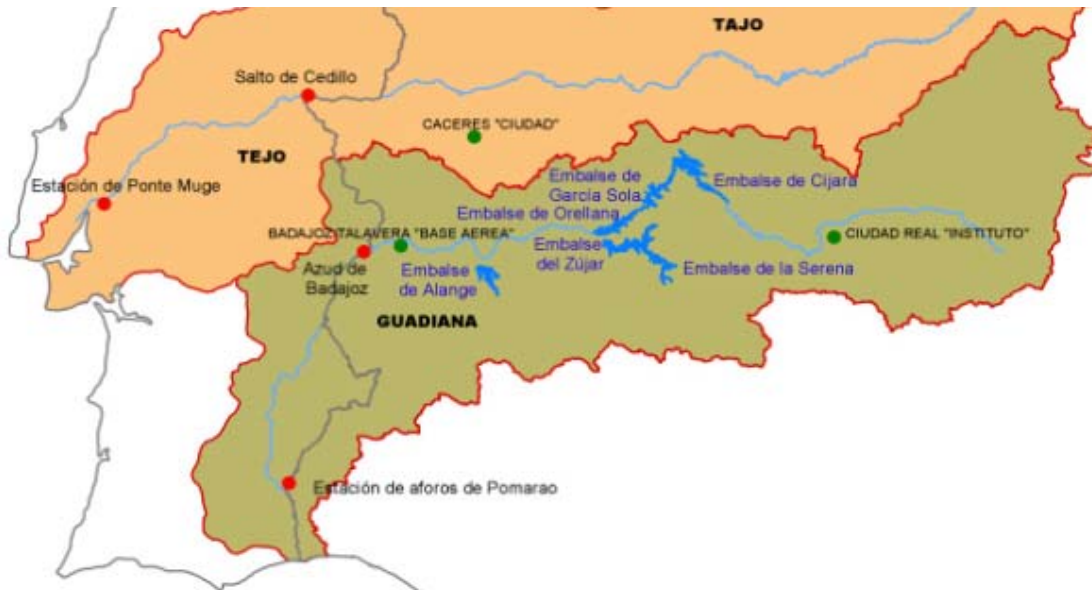 TAJO
Salto de Cedillo
CACERES "CIUDAD"
TEJO
Estación de Ponte Muge
Embalse de
García Sola
Embalse de Cijara
Embalse de Orellana
BADAJOZ/TALAVERA "BASE AEREA"
CIUDAD REAL "INSTITUTO"
Embalse
del Zújar
Azud de
Badajoz
Embalse
de Alange
Embalse de la Serena
GUADIANA
Estación de aforos de Pomarao